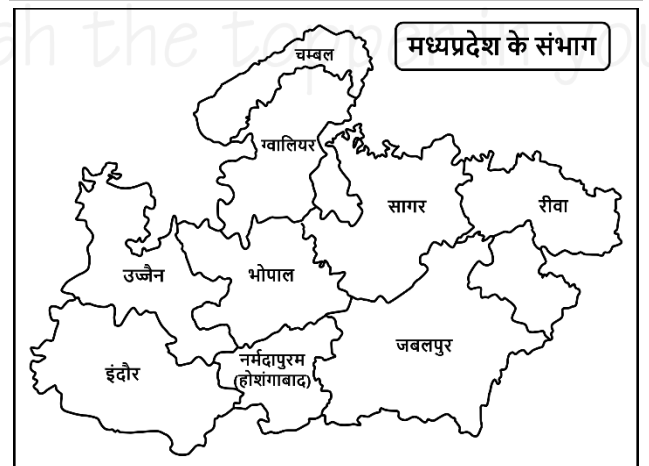 मध्यप्रदेश के संभाग
चम्बल
ग्वालियर
सागर
रीवा
उज्जैन
भोपाल
जबलपुर
इंदौर
नर्मदापुरम
(होशंगाबाद)